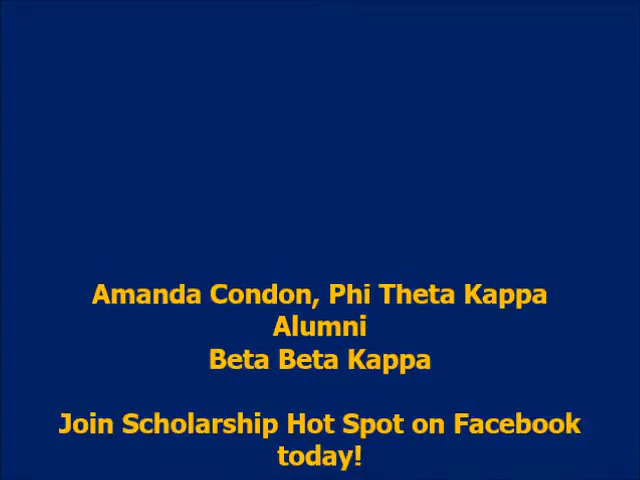 Amanda Condon, Phi Theta Kappa
Alumni
Beta Beta Kappa
Join Scholarship Hot Spot on Facebook
today!